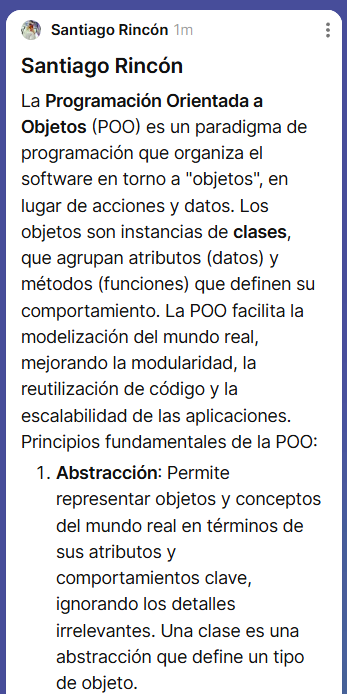 Santiago Rincón 1m
Santiago Rincón
La Programación Orientada a
Objetos (POO) es un paradigma de
programación que organiza el
software en torno a "objetos", en
lugar de acciones y datos. Los
objetos son instancias de clases,
que agrupan atributos (datos) y
métodos (funciones) que definen su
comportamiento. La POO facilita la
modelización del mundo real,
mejorando la modularidad, la
reutilización de código y la
escalabilidad de las aplicaciones.
Principios fundamentales de la POO:
1. Abstracción: Permite
representar objetos y conceptos
del mundo real en términos de
sus atributos y
comportamientos clave,
ignorando los detalles
irrelevantes. Una clase es una
abstracción que define un tipo
de objeto.